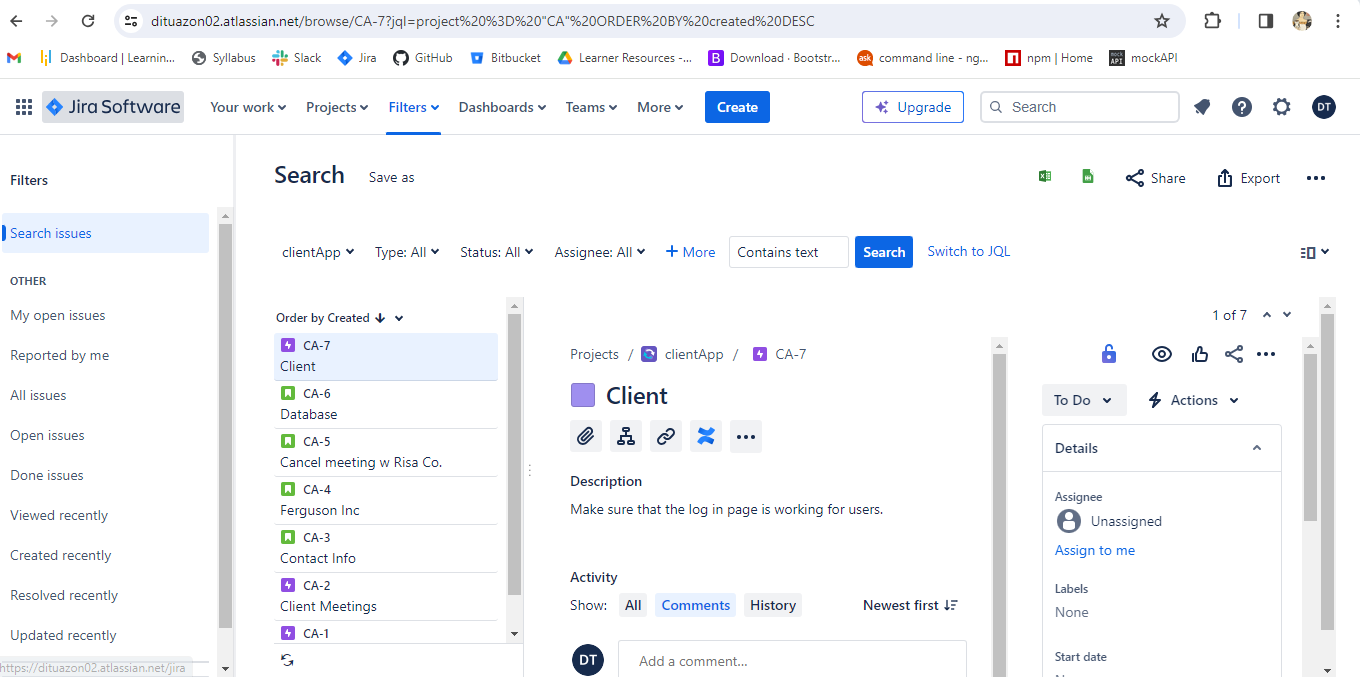 dituazon02.atlassian.net/browse/CA-7?jql=project%20%3D%20"CA"%20ORDER%20BY%20created%20DESC
Dashboard | Learnin... Syllabus Slack Jira GitHub Bitbucket Learner Resources -... Download · Bootstr... ask command line - ng... npm | Home mock API mockAPI
Jira Software Your work Projects Filters Dashboards Teams More Create Upgrade Search DT
Filters
Search issues
OTHER
My open issues
Reported by me
All issues
Open issues
Done issues
Viewed recently
Created recently
Resolved recently
Updated recently
https://dituazon02.atlassian.net/jira
Search Save as Share Export
clientApp Type: All Status: All Assignee: All + More Contains text Search Switch to JQL
Order by Created
CA-7
Client
CA-6
Database
CA-5
Cancel meeting w Risa Co.
CA-4
Ferguson Inc
CA-3
Contact Info
CA-2
Client Meetings
CA-1
1 of 7
Projects / clientApp / CA-7
Client
Description
Make sure that the log in page is working for users.
Activity
Show: All Comments History Newest first
DT Add a comment...
To Do Actions
Details
Assignee
Unassigned
Assign to me
Labels
None
Start date